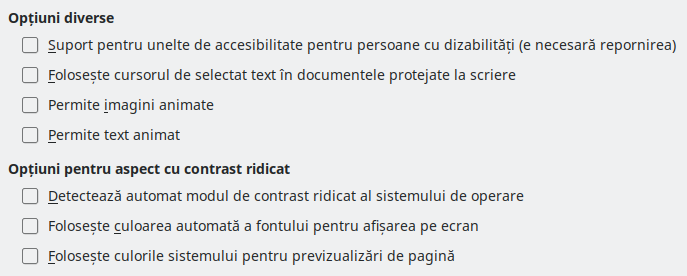 Opțiuni diverse
Suport pentru unelte de accesibilitate pentru persoane cu dizabilități (e necesară repornirea)
Folosește cursorul de selectat text în documentele protejate la scriere
Permite imagini animate
Permite text animat
Opțiuni pentru aspect cu contrast ridicat
Detectează automat modul de contrast ridicat al sistemului de operare
Folosește culoarea automată a fontului pentru afișarea pe ecran
Folosește culorile sistemului pentru previzualizări de pagină